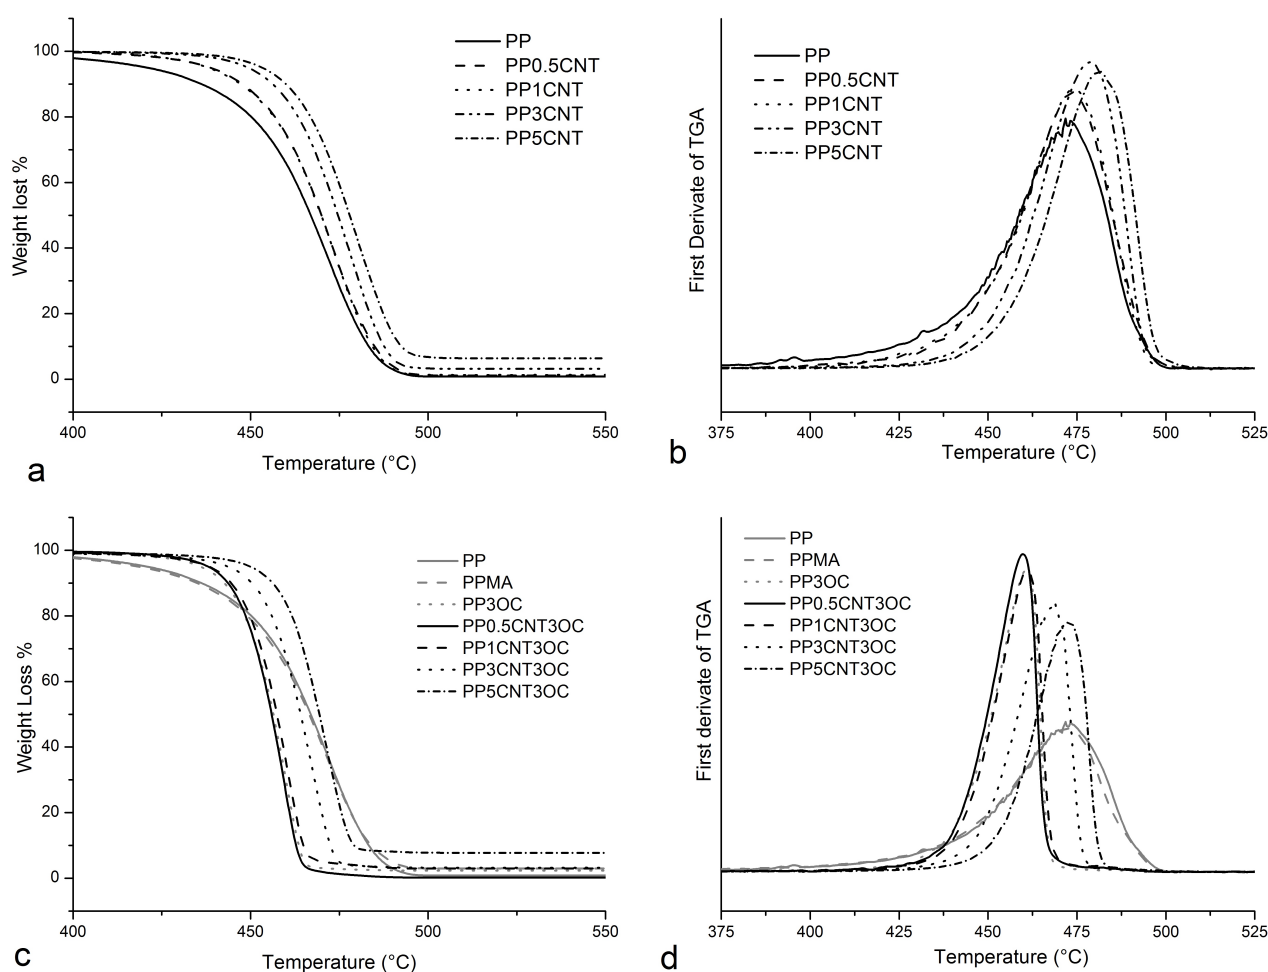 100
80
60
40
20
0
Weight lost %
PP
PP0.5CNT
PP1CNT
PP3CNT
PP5CNT
400 450 500 550
Temperature (°C)
a
First Derivate of TGA
PP
PP0.5CNT
PP1CNT
PP3CNT
PP5CNT
375 400 425 450 475 500 525
Temperature (°C)
b
100
80
60
40
20
0
Weight Loss %
PP
PPMA
PP3OC
PP0.5CNT3OC
PP1CNT3OC
PP3CNT3OC
PP5CNT3OC
400 450 500 550
Temperature (°C)
c
First derivate of TGA
PP
PPMA
PP3OC
PP0.5CNT3OC
PP1CNT3OC
PP3CNT3OC
PP5CNT3OC
375 400 425 450 475 500 525
Temperature (°C)
d